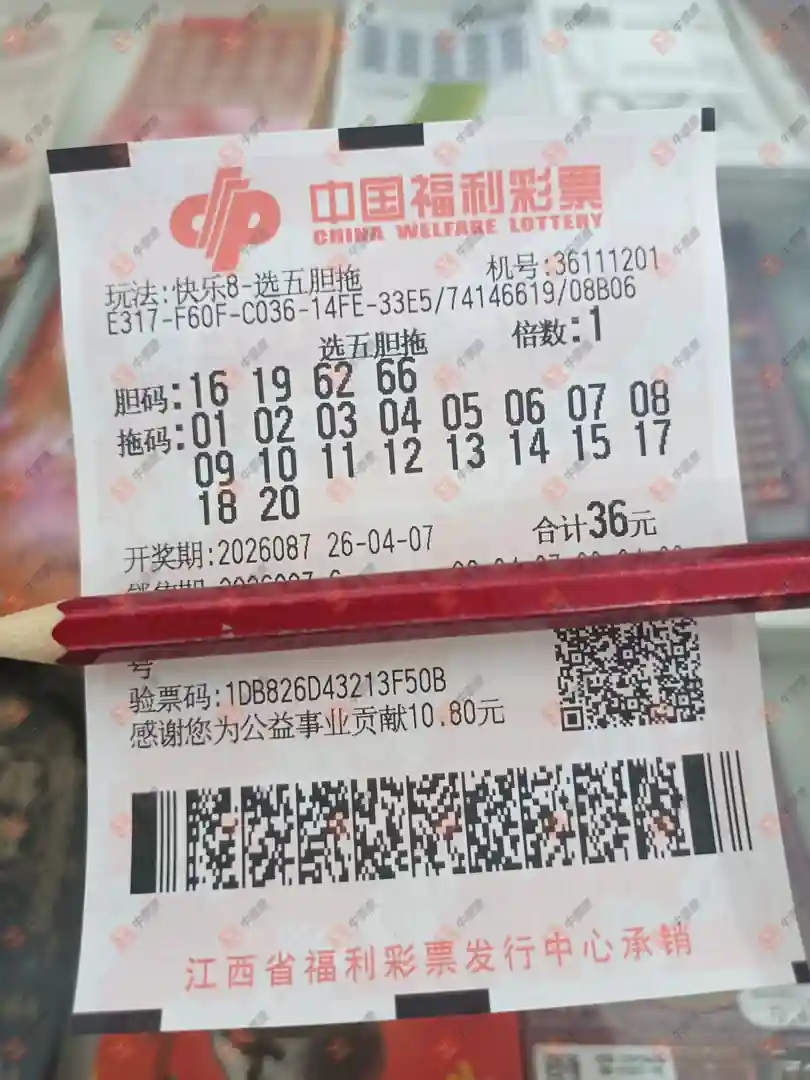 中国福利彩票
CHINA WELFARE LOTTERY
玩法:快乐8-选五胆拖 机号:36111201
E317-F60F-C036-14FE-33E5/74146619/08B06
选五胆拖 倍数:1
胆码:16 19 62 66
拖码:01 02 03 04 05 06 07 08
09 10 11 12 13 14 15 17
18 20
开奖期:2026087 26-04-07 合计36元
号
验票码:1DB826D43213F50B
感谢您为公益事业贡献10.80元
江西省福利彩票发行中心承销